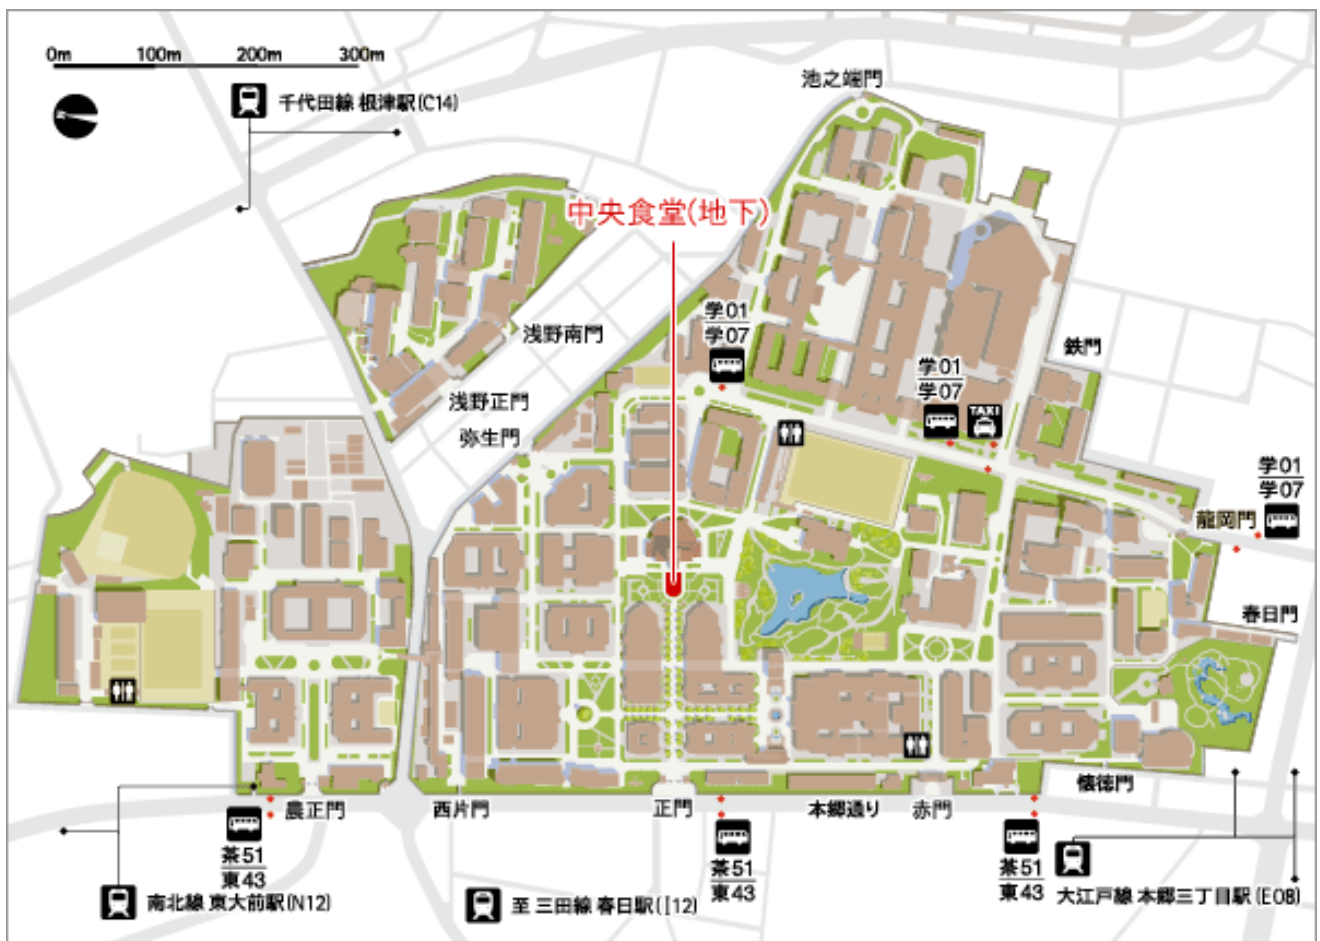 0m 100m 200m 300m
池之端門
千代田線 根津駅(C14)
中央食堂(地下)
学01
学07
浅野南門
鉄門
学01
学07
TAXI
浅野正門
弥生門
学01
学07
龍岡門
春日門
懐徳門
農正門
西片門
正門
本郷通り
赤門
茶51
東43
茶51
東43
茶51
東43
南北線 東大前駅(N12)
至 三田線 春日駅(I12)
大江戸線 本郷三丁目駅(E08)